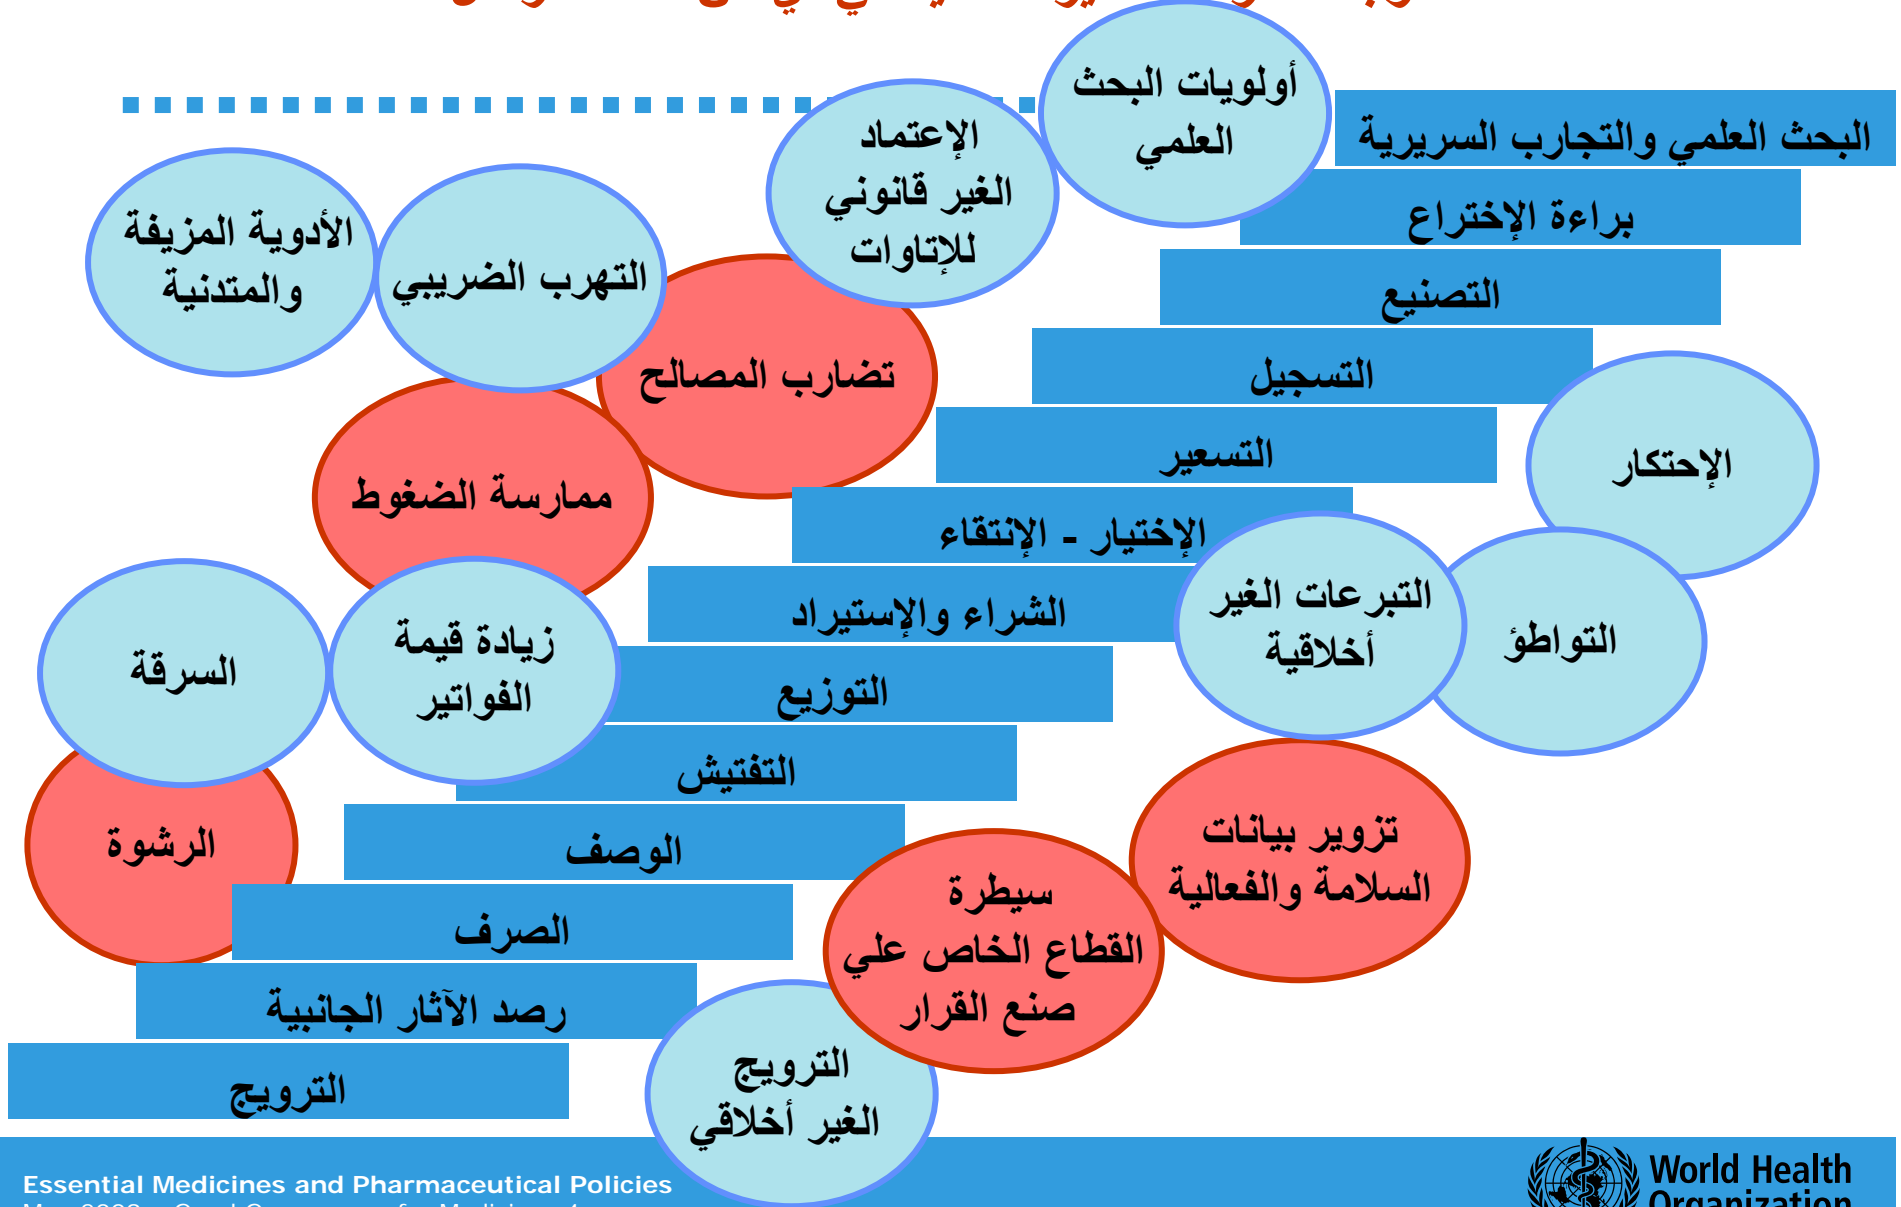 أولويات البحث
العلمي
البحث العلمي والتجارب السريرية
الإعتماد
الغير قانوني
للإتاوات
براءة الإختراع
الأدوية المزيفة
والمتدنية
التهرب الضريبي
التصنيع
تضارب المصالح
التسجيل
التسعير
الإحتكار
ممارسة الضغوط
الإختيار - الإنتقاء
التبرعات الغير
أخلاقية
الشراء والإستيراد
التواطؤ
زيادة قيمة
الفواتير
السرقة
التوزيع
التفتيش
تزوير بيانات
السلامة والفعالية
الرشوة
الوصف
سيطرة
القطاع الخاص علي
صنع القرار
الصرف
رصد الآثار الجانبية
الترويج
الغير أخلاقي
الترويج
Essential Medicines and Pharmaceutical Policies
World Health
Organization